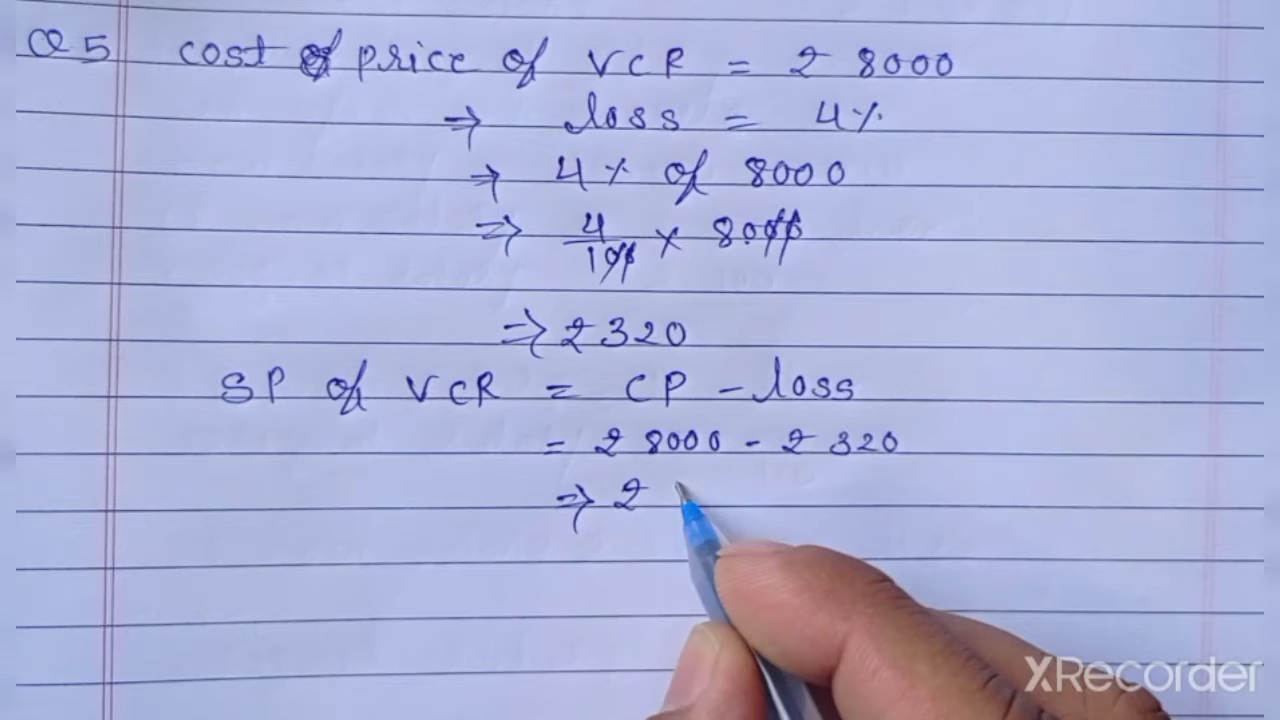 Q5 cost of price of VCR = ₹ 8000
⇒ loss = 4%
⇒ 4% of 8000
⇒ 4/100 × 8000
⇒ ₹ 320
SP of VCR = CP - loss
= ₹ 8000 - ₹ 320
⇒ ₹
XRecorder